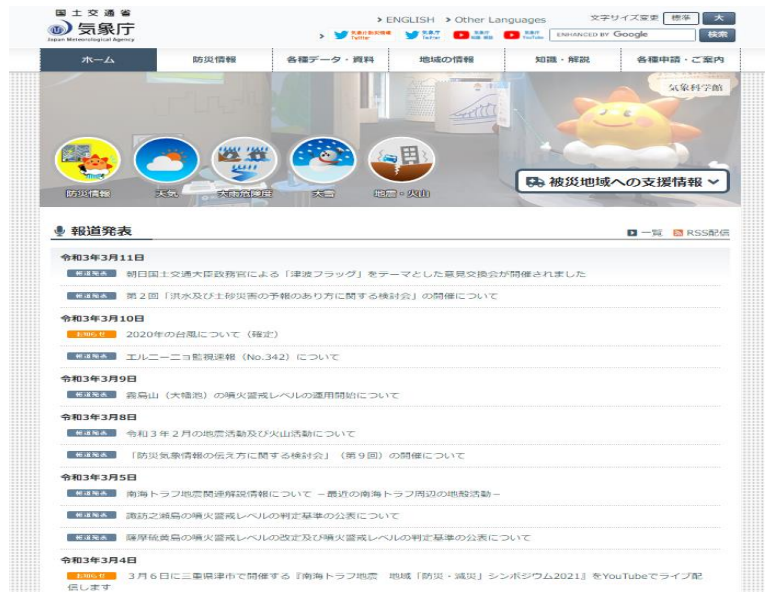 国土交通省
気象庁
Japan Meteorological Agency
ENGLISH Other Languages 文字サイズ変更 標準 大
気象庁防災情報 Twitter 気象庁 Twitter 気象庁 YouTube ENHANCED BY Google 検索
ホーム 防災情報 各種データ・資料 地域の情報 知識・解説 各種申請・ご案内
気象科学館
防災情報 天気 大雨危険度 大雪 地震・火山
被災地域への支援情報
報道発表 一覧 RSS配信
令和3年3月11日
報道発表 朝日国土交通大臣政務官による「津波フラッグ」をテーマとした意見交換会が開催されました
報道発表 第2回「洪水及び土砂災害の予報のあり方に関する検討会」の開催について
令和3年3月10日
お知らせ 2020年の台風について（確定）
報道発表 エルニーニョ監視速報（No.342）について
令和3年3月9日
報道発表 霧島山（大幡池）の噴火警戒レベルの運用開始について
令和3年3月8日
報道発表 令和３年２月の地震活動及び火山活動について
報道発表 「防災気象情報の伝え方に関する検討会」（第９回）の開催について
令和3年3月5日
報道発表 南海トラフ地震関連解説情報について －最近の南海トラフ周辺の地殻活動－
報道発表 諏訪之瀬島の噴火警戒レベルの判定基準の公表について
報道発表 薩摩硫黄島の噴火警戒レベルの改定及び噴火警戒レベルの判定基準の公表について
令和3年3月4日
お知らせ ３月６日に三重県津市で開催する『南海トラフ地震 地域「防災・減災」シンポジウム2021』をYouTubeでライブ配
信します